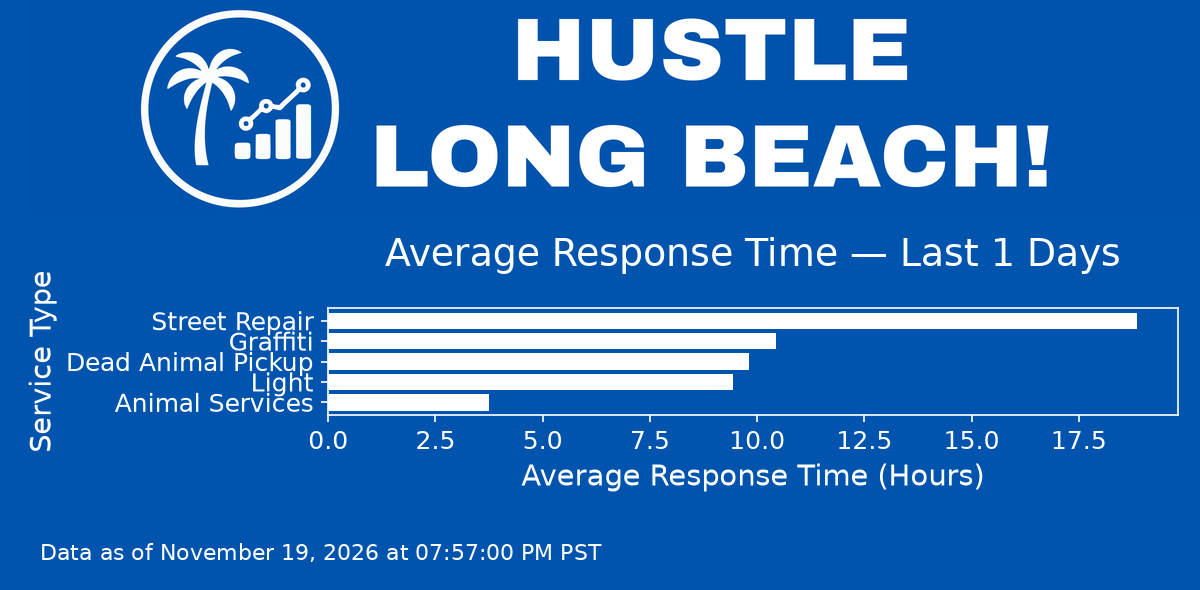 HUSTLE
LONG BEACH!
Average Response Time — Last 1 Days
Service Type
Street Repair
Graffiti
Dead Animal Pickup
Light
Animal Services
0.0 2.5 5.0 7.5 10.0 12.5 15.0 17.5
Average Response Time (Hours)
Data as of November 19, 2026 at 07:57:00 PM PST